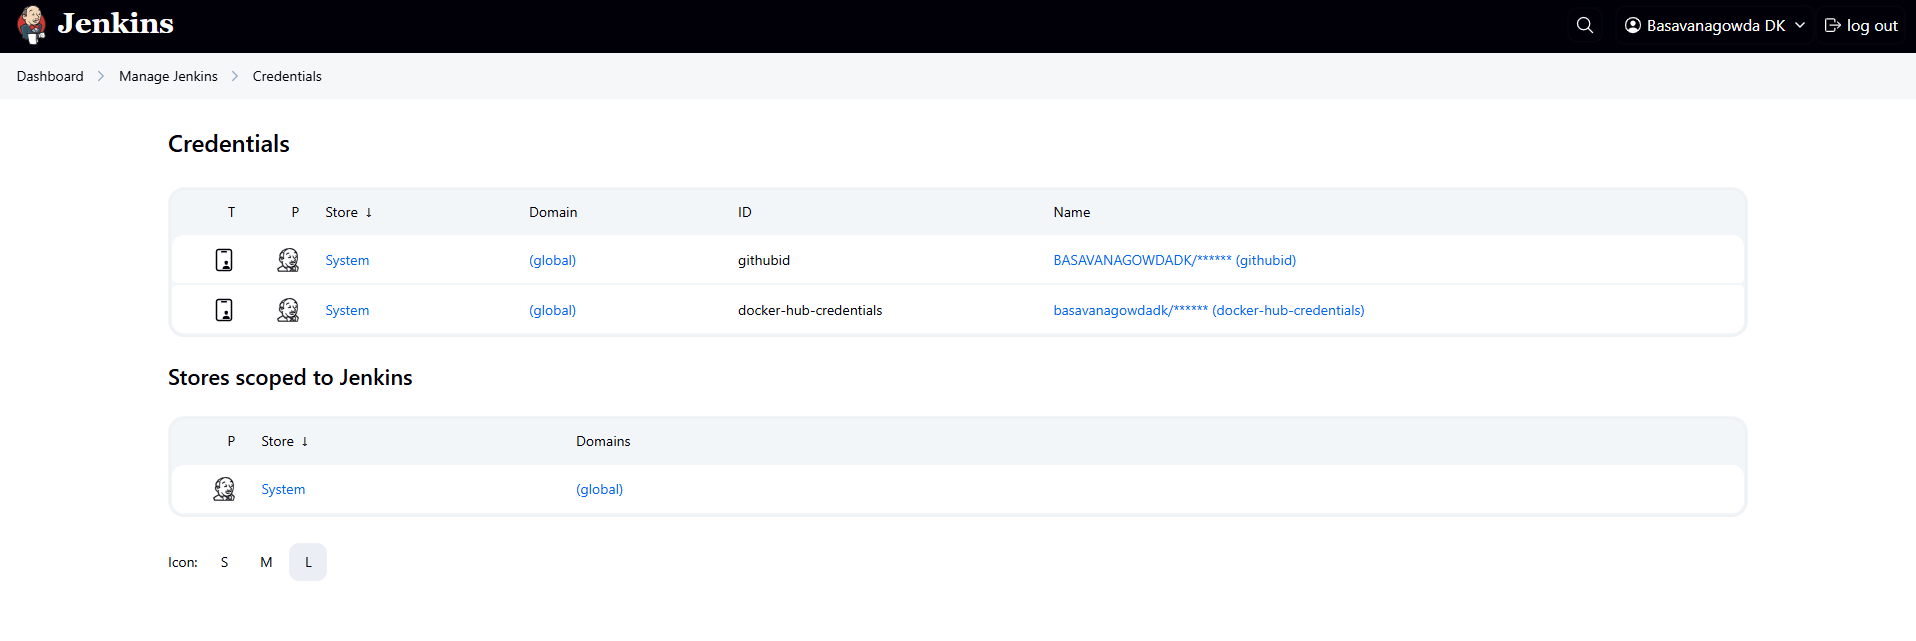 Jenkins
Basavanagowda DK
log out
Dashboard
Manage Jenkins
Credentials
Credentials
T P Store ↓ Domain ID Name
System (global) githubid BASAVANAGOWDADK/****** (githubid)
System (global) docker-hub-credentials basavanagowdadk/****** (docker-hub-credentials)
Stores scoped to Jenkins
P Store ↓ Domains
System (global)
Icon: S M L